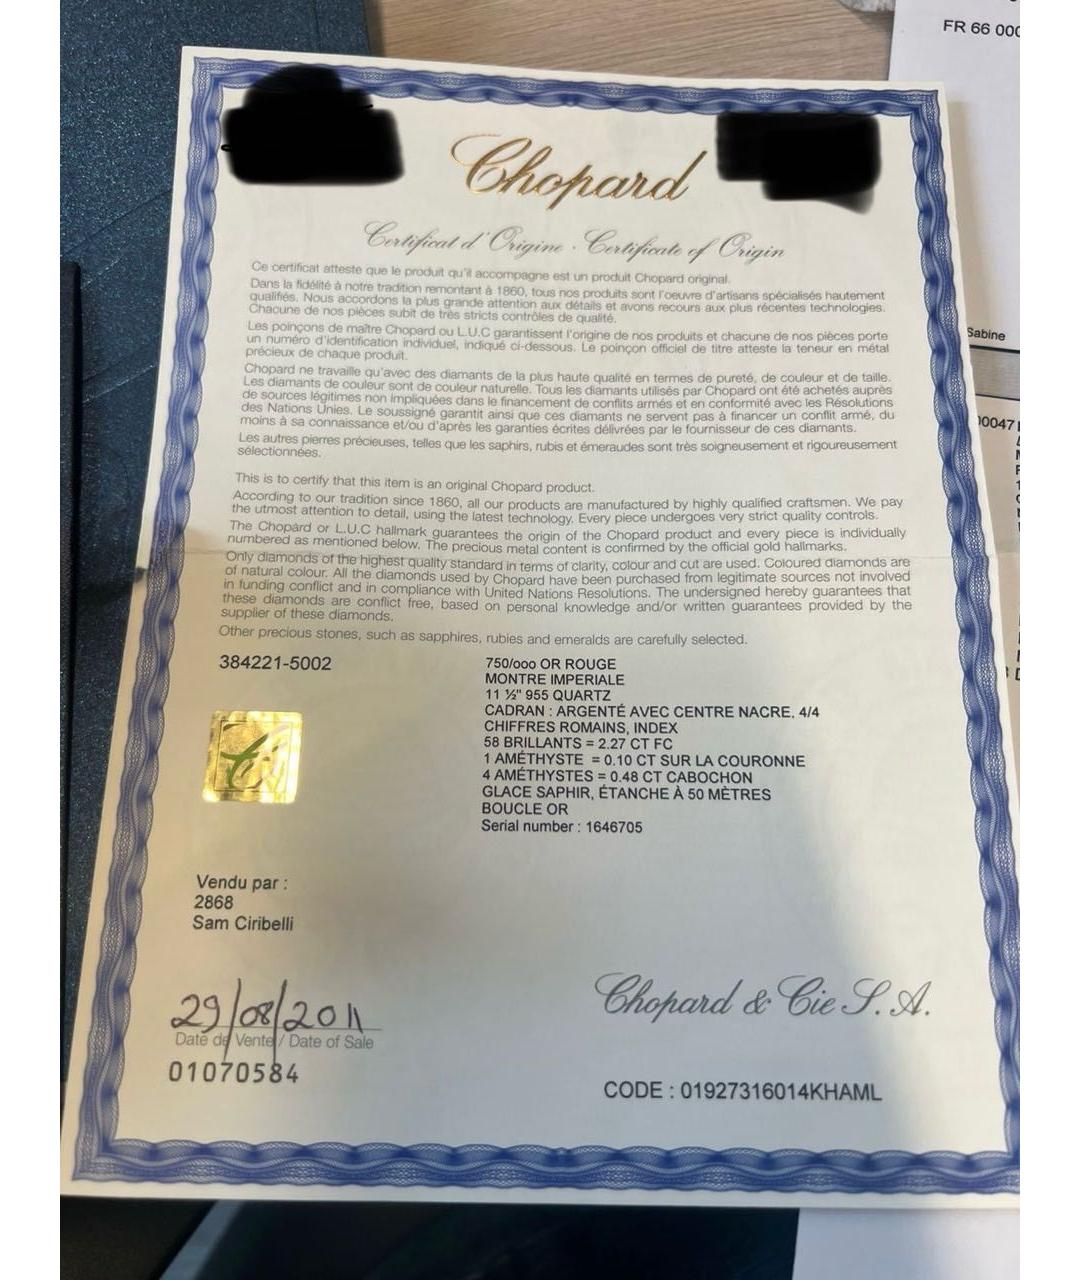 FR 66 000
Chopard
Certificat d'Origine · Certificate of Origin
Ce certificat atteste que le produit qu'il accompagne est un produit Chopard original.
Dans la fidélité à notre tradition remontant à 1860, tous nos produits sont l'oeuvre d'artisans spécialisés hautement
qualifiés. Nous accordons la plus grande attention aux détails et avons recours aux plus récentes technologies.
Chacune de nos pièces subit de très stricts contrôles de qualité.
Les poinçons de maître Chopard ou L.U.C garantissent l'origine de nos produits et chacune de nos pièces porte
un numéro d'identification individuel, indiqué ci-dessous. Le poinçon officiel de titre atteste la teneur en métal
précieux de chaque produit.
Chopard ne travaille qu'avec des diamants de la plus haute qualité en termes de pureté, de couleur et de taille.
Les diamants de couleur sont de couleur naturelle. Tous les diamants utilisés par Chopard ont été achetés auprès
de sources légitimes non impliquées dans le financement de conflits armés et en conformité avec les Résolutions
des Nations Unies. Le soussigné garantit ainsi que ces diamants ne servent pas à financer un conflit armé, du
moins à sa connaissance et/ou d'après les garanties écrites délivrées par le fournisseur de ces diamants.
Les autres pierres précieuses, telles que les saphirs, rubis et émeraudes sont très soigneusement et rigoureusement
sélectionnées.
This is to certify that this item is an original Chopard product.
According to our tradition since 1860, all our products are manufactured by highly qualified craftsmen. We pay
the utmost attention to detail, using the latest technology. Every piece undergoes very strict quality controls.
The Chopard or L.U.C hallmark guarantees the origin of the Chopard product and every piece is individually
numbered as mentioned below. The precious metal content is confirmed by the official gold hallmarks.
Only diamonds of the highest quality standard in terms of clarity, colour and cut are used. Coloured diamonds are
of natural colour. All the diamonds used by Chopard have been purchased from legitimate sources not involved
in funding conflict and in compliance with United Nations Resolutions. The undersigned hereby guarantees that
these diamonds are conflict free, based on personal knowledge and/or written guarantees provided by the
supplier of these diamonds.
Other precious stones, such as sapphires, rubies and emeralds are carefully selected.
384221-5002
750/ooo OR ROUGE
MONTRE IMPERIALE
11 ½" 955 QUARTZ
CADRAN : ARGENTÉ AVEC CENTRE NACRE, 4/4
CHIFFRES ROMAINS, INDEX
58 BRILLANTS = 2.27 CT FC
1 AMÉTHYSTE = 0.10 CT SUR LA COURONNE
4 AMÉTHYSTES = 0.48 CT CABOCHON
GLACE SAPHIR, ÉTANCHE À 50 MÈTRES
BOUCLE OR
Serial number : 1646705
Vendu par :
2868
Sam Ciribelli
29/08/2011
Date de Vente / Date of Sale
01070584
Chopard & Cie S.A.
CODE : 01927316014KHAML
Sabine
00047